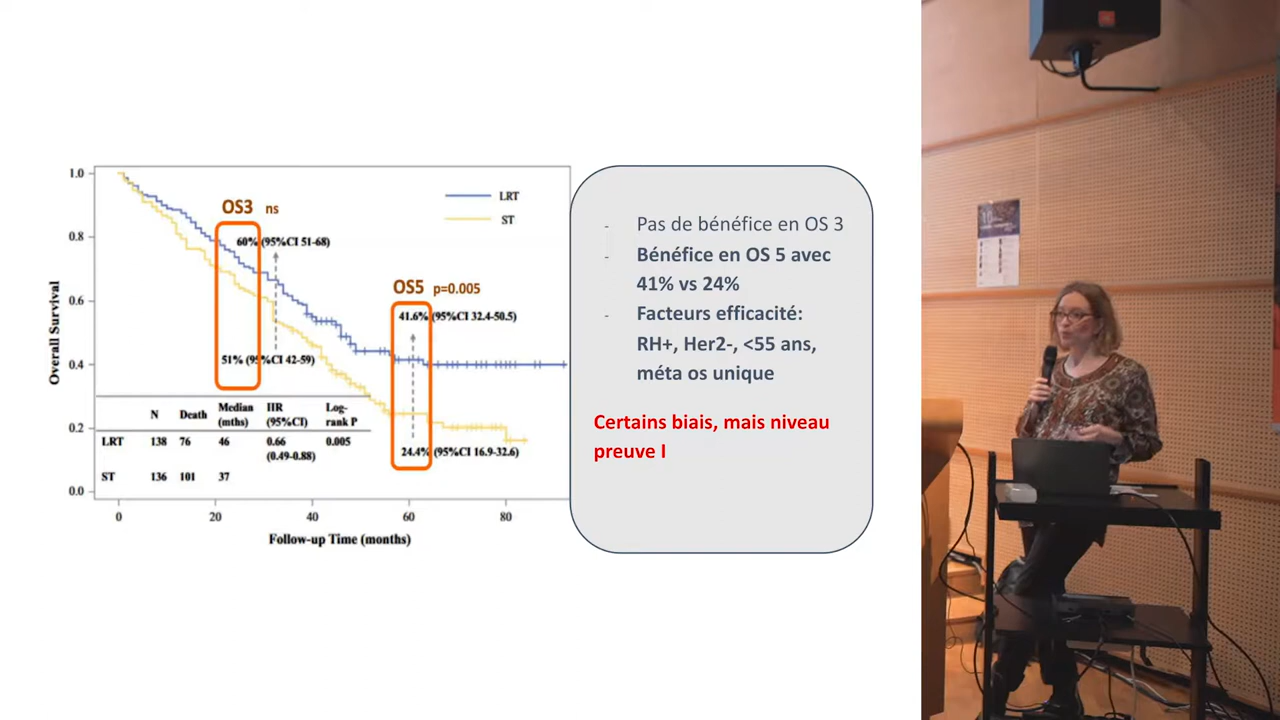 1.0
0.8
0.6
0.4
0.2
0.0
Overall Survival
OS3 ns
60% (95%CI 51-68)
51% (95%CI 42-59)
LRT
ST
OS5 p=0.005
41.6% (95%CI 32.4-50.5)
24.4% (95%CI 16.9-32.6)
N Death Median (mths) HR (95%CI) Log-rank P
LRT 138 76 46 0.66 (0.49-0.88) 0.005
ST 136 101 37
0 20 40 60 80
Follow-up Time (months)
- Pas de bénéfice en OS 3
- Bénéfice en OS 5 avec
41% vs 24%
- Facteurs efficacité:
RH+, Her2-, <55 ans,
méta os unique
Certains biais, mais niveau
preuve I